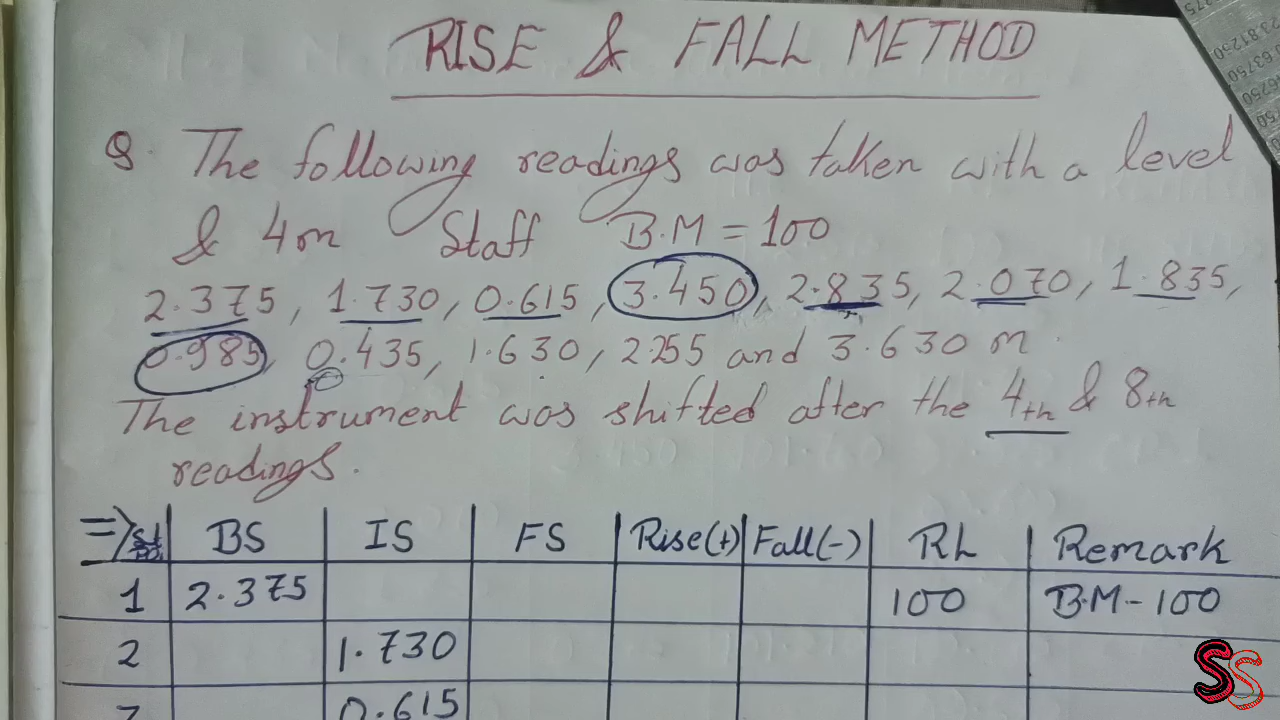 RISE & FALL METHOD
Q. The following readings was taken with a level
& 4m Staff B.M = 100
2.375, 1.730, 0.615, 3.450, 2.835, 2.070, 1.835,
0.985, 0.435, 1.630, 2.255 and 3.630 m.
The instrument was shifted after the 4th & 8th
readings.
=> BS IS FS Rise(+) Fall(-) RL Remark
1 2.375 100 B.M - 100
2 1.730
0.615
SS